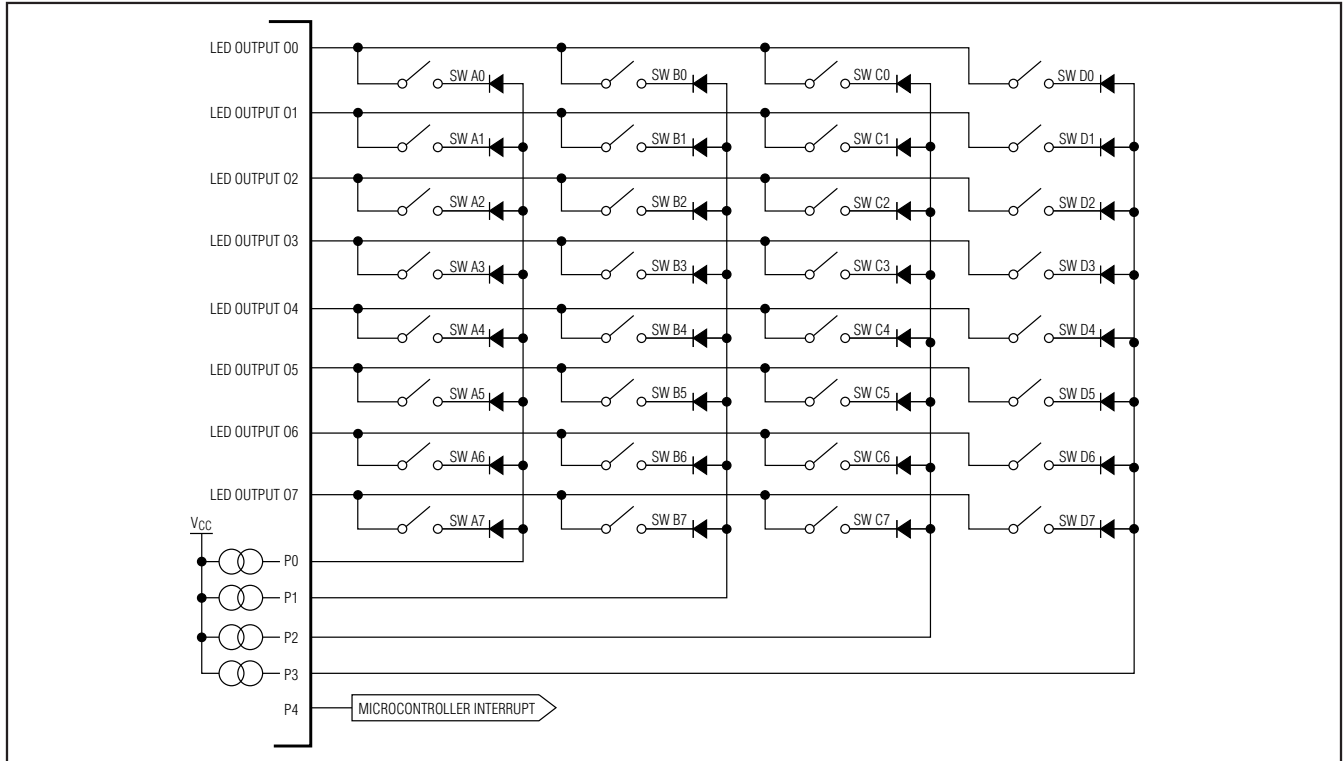 LED OUTPUT O0
SW A0 SW B0 SW C0 SW D0
LED OUTPUT O1
SW A1 SW B1 SW C1 SW D1
LED OUTPUT O2
SW A2 SW B2 SW C2 SW D2
LED OUTPUT O3
SW A3 SW B3 SW C3 SW D3
LED OUTPUT O4
SW A4 SW B4 SW C4 SW D4
LED OUTPUT O5
SW A5 SW B5 SW C5 SW D5
LED OUTPUT O6
SW A6 SW B6 SW C6 SW D6
LED OUTPUT O7
SW A7 SW B7 SW C7 SW D7
VCC
P0
P1
P2
P3
P4 MICROCONTROLLER INTERRUPT